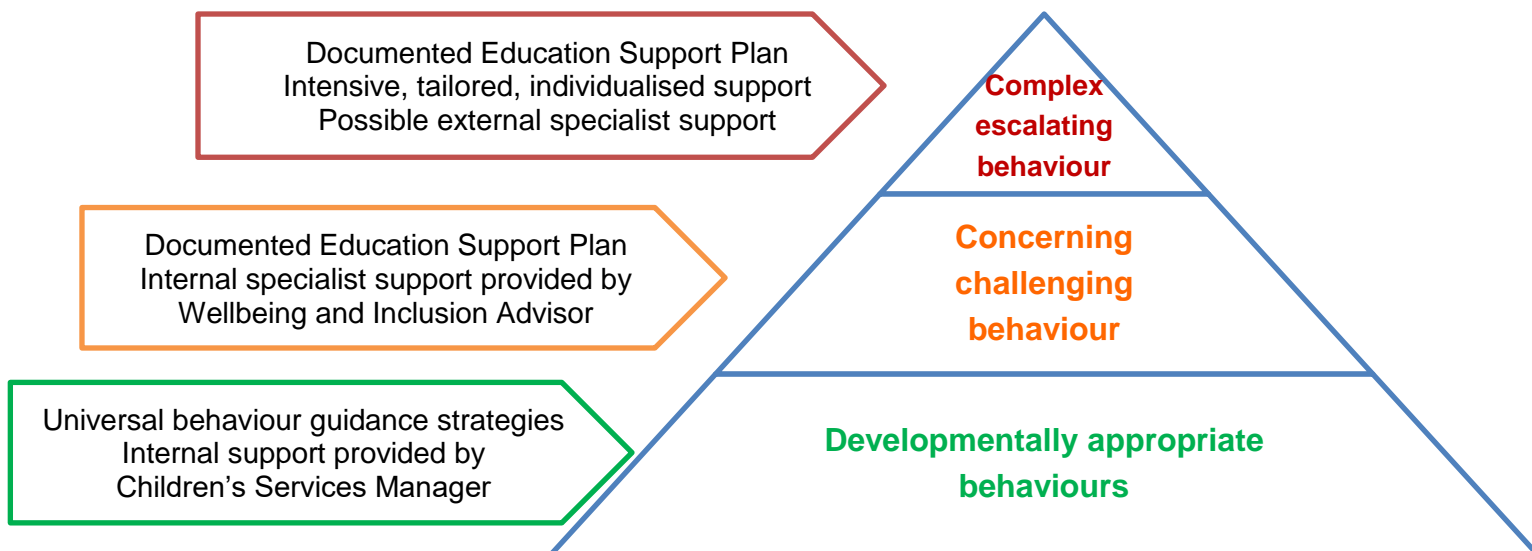 Documented Education Support Plan
Intensive, tailored, individualised support
Possible external specialist support
Complex
escalating
behaviour
Documented Education Support Plan
Internal specialist support provided by
Wellbeing and Inclusion Advisor
Concerning
challenging
behaviour
Universal behaviour guidance strategies
Internal support provided by
Children’s Services Manager
Developmentally appropriate
behaviours